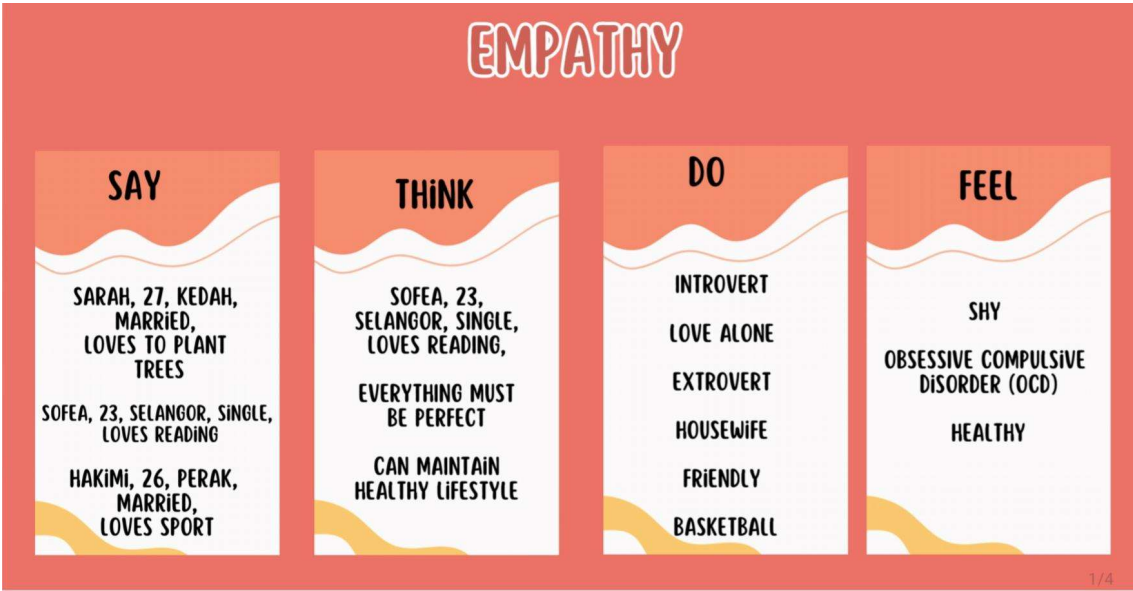 EMPATHY
SAY
SARAH, 27, KEDAH,
MARRiED,
LOVES TO PLANT
TREES
SOFEA, 23, SELANGOR, SiNGLE,
LOVES READiNG
HAKiMi, 26, PERAK,
MARRiED,
LOVES SPORT
THiNK
SOFEA, 23,
SELANGOR, SINGLE,
LOVES READING,
EVERYTHING MUST
BE PERFECT
CAN MAINTAiN
HEALTHY LiFESTYLE
DO
INTROVERT
LOVE ALONE
EXTROVERT
HOUSEWiFE
FRiENDLY
BASKETBALL
FEEL
SHY
OBSESSIVE COMPULSiVE
DiSORDER (OCD)
HEALTHY
1/4